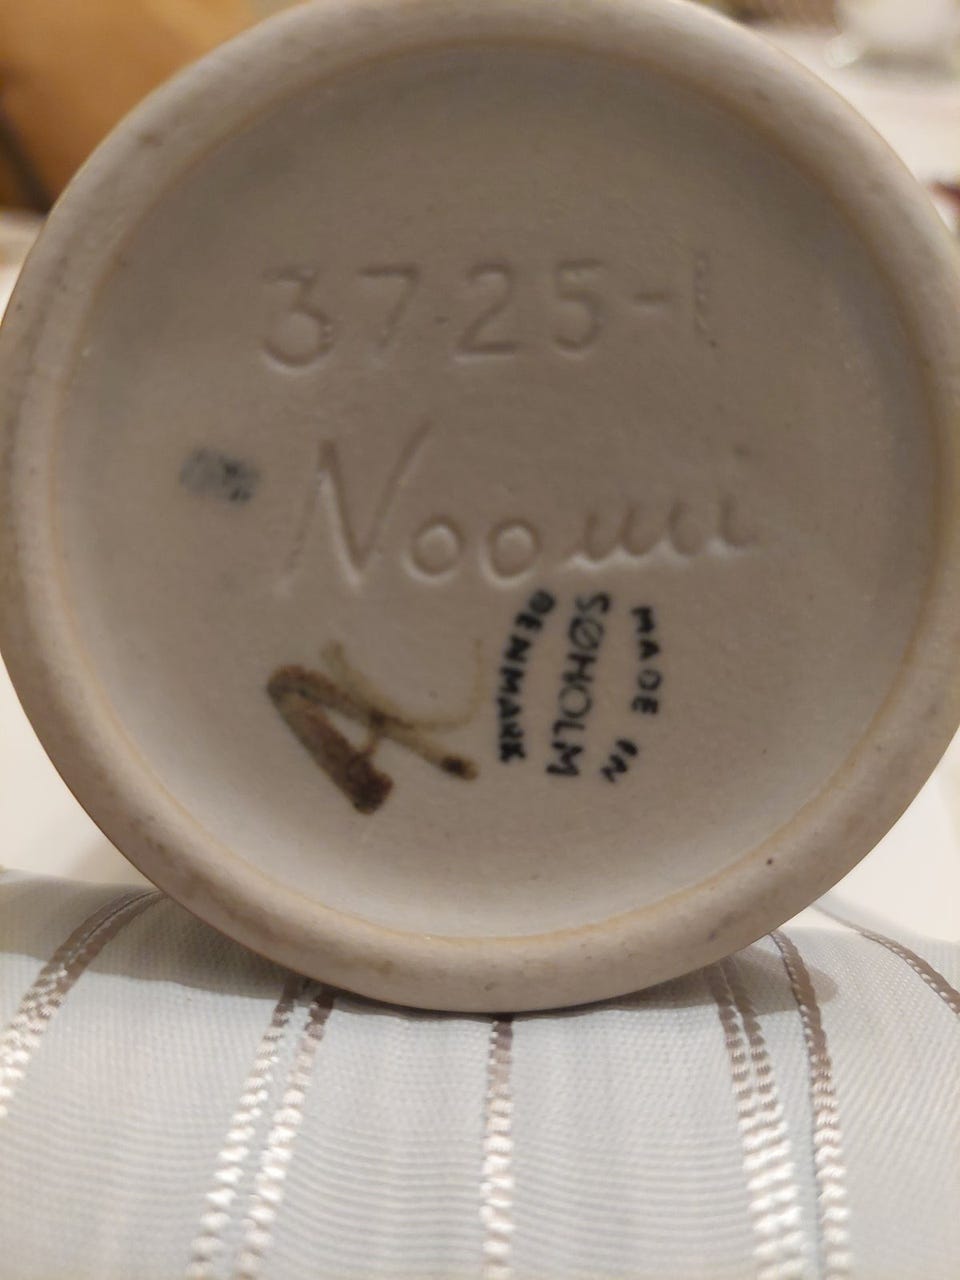 3725-1
Noomi
MADE IN
SØHOLM
DENMARK